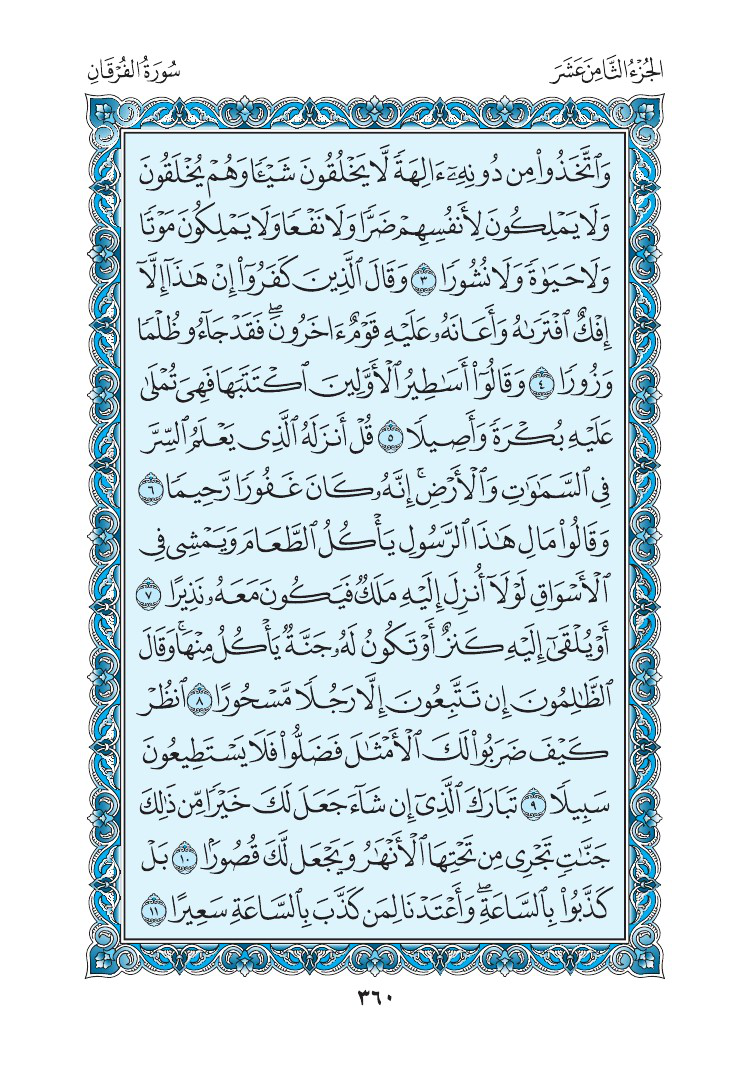 الجُزْءُ الثَّامِنَ عَشَرَ
سُورَةُ الفُرْقَانِ
وَٱتَّخَذُواْ مِن دُونِهِۦٓ ءَالِهَةٗ لَّا يَخۡلُقُونَ شَيۡـٔٗا وَهُمۡ يُخۡلَقُونَ
وَلَا يَمۡلِكُونَ لِأَنفُسِهِمۡ ضَرّٗا وَلَا نَفۡعٗا وَلَا يَمۡلِكُونَ مَوۡتٗا
وَلَا حَيَوٰةٗ وَلَا نُشُورٗا ٣ وَقَالَ ٱلَّذِينَ كَفَرُوٓاْ إِنۡ هَٰذَآ إِلَّآ
إِفۡكٌ ٱفۡتَرَىٰهُ وَأَعَانَهُۥ عَلَيۡهِ قَوۡمٌ ءَاخَرُونَۖ فَقَدۡ جَآءُو ظُلۡمٗا
وَزُورٗا ٤ وَقَالُوٓاْ أَسَٰطِيرُ ٱلۡأَوَّلِينَ ٱكۡتَتَبَهَا فَهِيَ تُمۡلَىٰ
عَلَيۡهِ بُكۡرَةٗ وَأَصِيلٗا ٥ قُلۡ أَنزَلَهُ ٱلَّذِي يَعۡلَمُ ٱلسِّرَّ
فِي ٱلسَّمَٰوَٰتِ وَٱلۡأَرۡضِۚ إِنَّهُۥ كَانَ غَفُورٗا رَّحِيمٗا ٦
وَقَالُواْ مَالِ هَٰذَا ٱلرَّسُولِ يَأۡكُلُ ٱلطَّعَامَ وَيَمۡشِي فِي
ٱلۡأَسۡوَاقِ لَوۡلَآ أُنزِلَ إِلَيۡهِ مَلَكٞ فَيَكُونَ مَعَهُۥ نَذِيرًا ٧
أَوۡ يُلۡقَىٰٓ إِلَيۡهِ كَنزٌ أَوۡ تَكُونُ لَهُۥ جَنَّةٞ يَأۡكُلُ مِنۡهَاۚ وَقَالَ
ٱلظَّٰلِمُونَ إِن تَتَّبِعُونَ إِلَّا رَجُلٗا مَّسۡحُورًا ٨ ٱنظُرۡ
كَيۡفَ ضَرَبُواْ لَكَ ٱلۡأَمۡثَٰلَ فَضَلُّواْ فَلَا يَسۡتَطِيعُونَ
سَبِيلٗا ٩ تَبَارَكَ ٱلَّذِيٓ إِن شَآءَ جَعَلَ لَكَ خَيۡرٗا مِّن ذَٰلِكَ
جَنَّٰتٖ تَجۡرِي مِن تَحۡتِهَا ٱلۡأَنۡهَٰرُ وَيَجۡعَل لَّكَ قُصُورَۢا ١٠ بَلۡ
كَذَّبُواْ بِٱلسَّاعَةِۖ وَأَعۡتَدۡنَا لِمَن كَذَّبَ بِٱلسَّاعَةِ سَعِيرًا ١١
٣٦٠